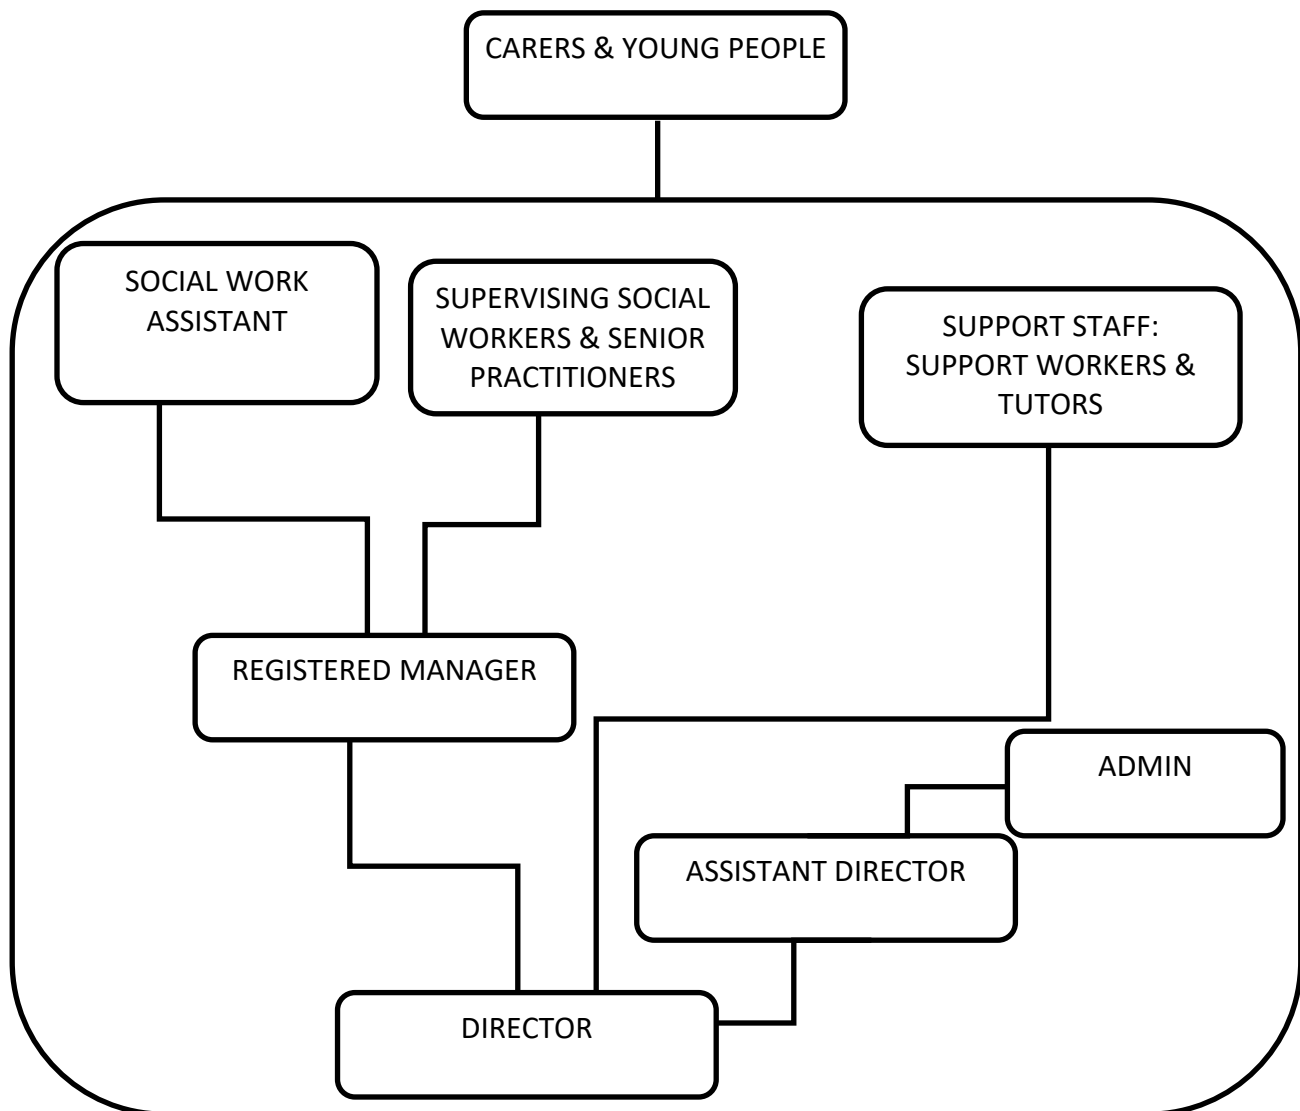 CARERS & YOUNG PEOPLE
SOCIAL WORK
ASSISTANT
SUPERVISING SOCIAL
WORKERS & SENIOR
PRACTITIONERS
SUPPORT STAFF:
SUPPORT WORKERS &
TUTORS
REGISTERED MANAGER
ADMIN
ASSISTANT DIRECTOR
DIRECTOR